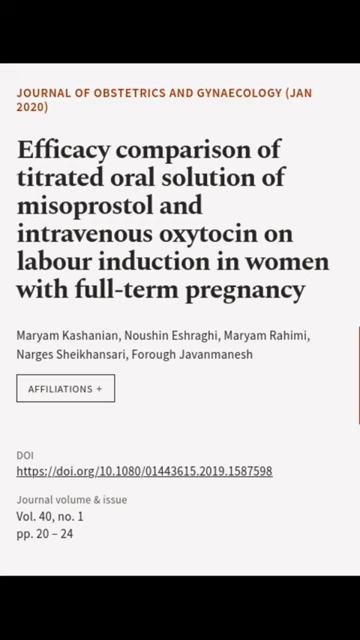 JOURNAL OF OBSTETRICS AND GYNAECOLOGY (JAN
2020)
Efficacy comparison of
titrated oral solution of
misoprostol and
intravenous oxytocin on
labour induction in women
with full-term pregnancy
Maryam Kashanian, Noushin Eshraghi, Maryam Rahimi,
Narges Sheikhansari, Forough Javanmanesh
AFFILIATIONS +
DOI
https://doi.org/10.1080/01443615.2019.1587598
Journal volume & issue
Vol. 40, no. 1
pp. 20 – 24